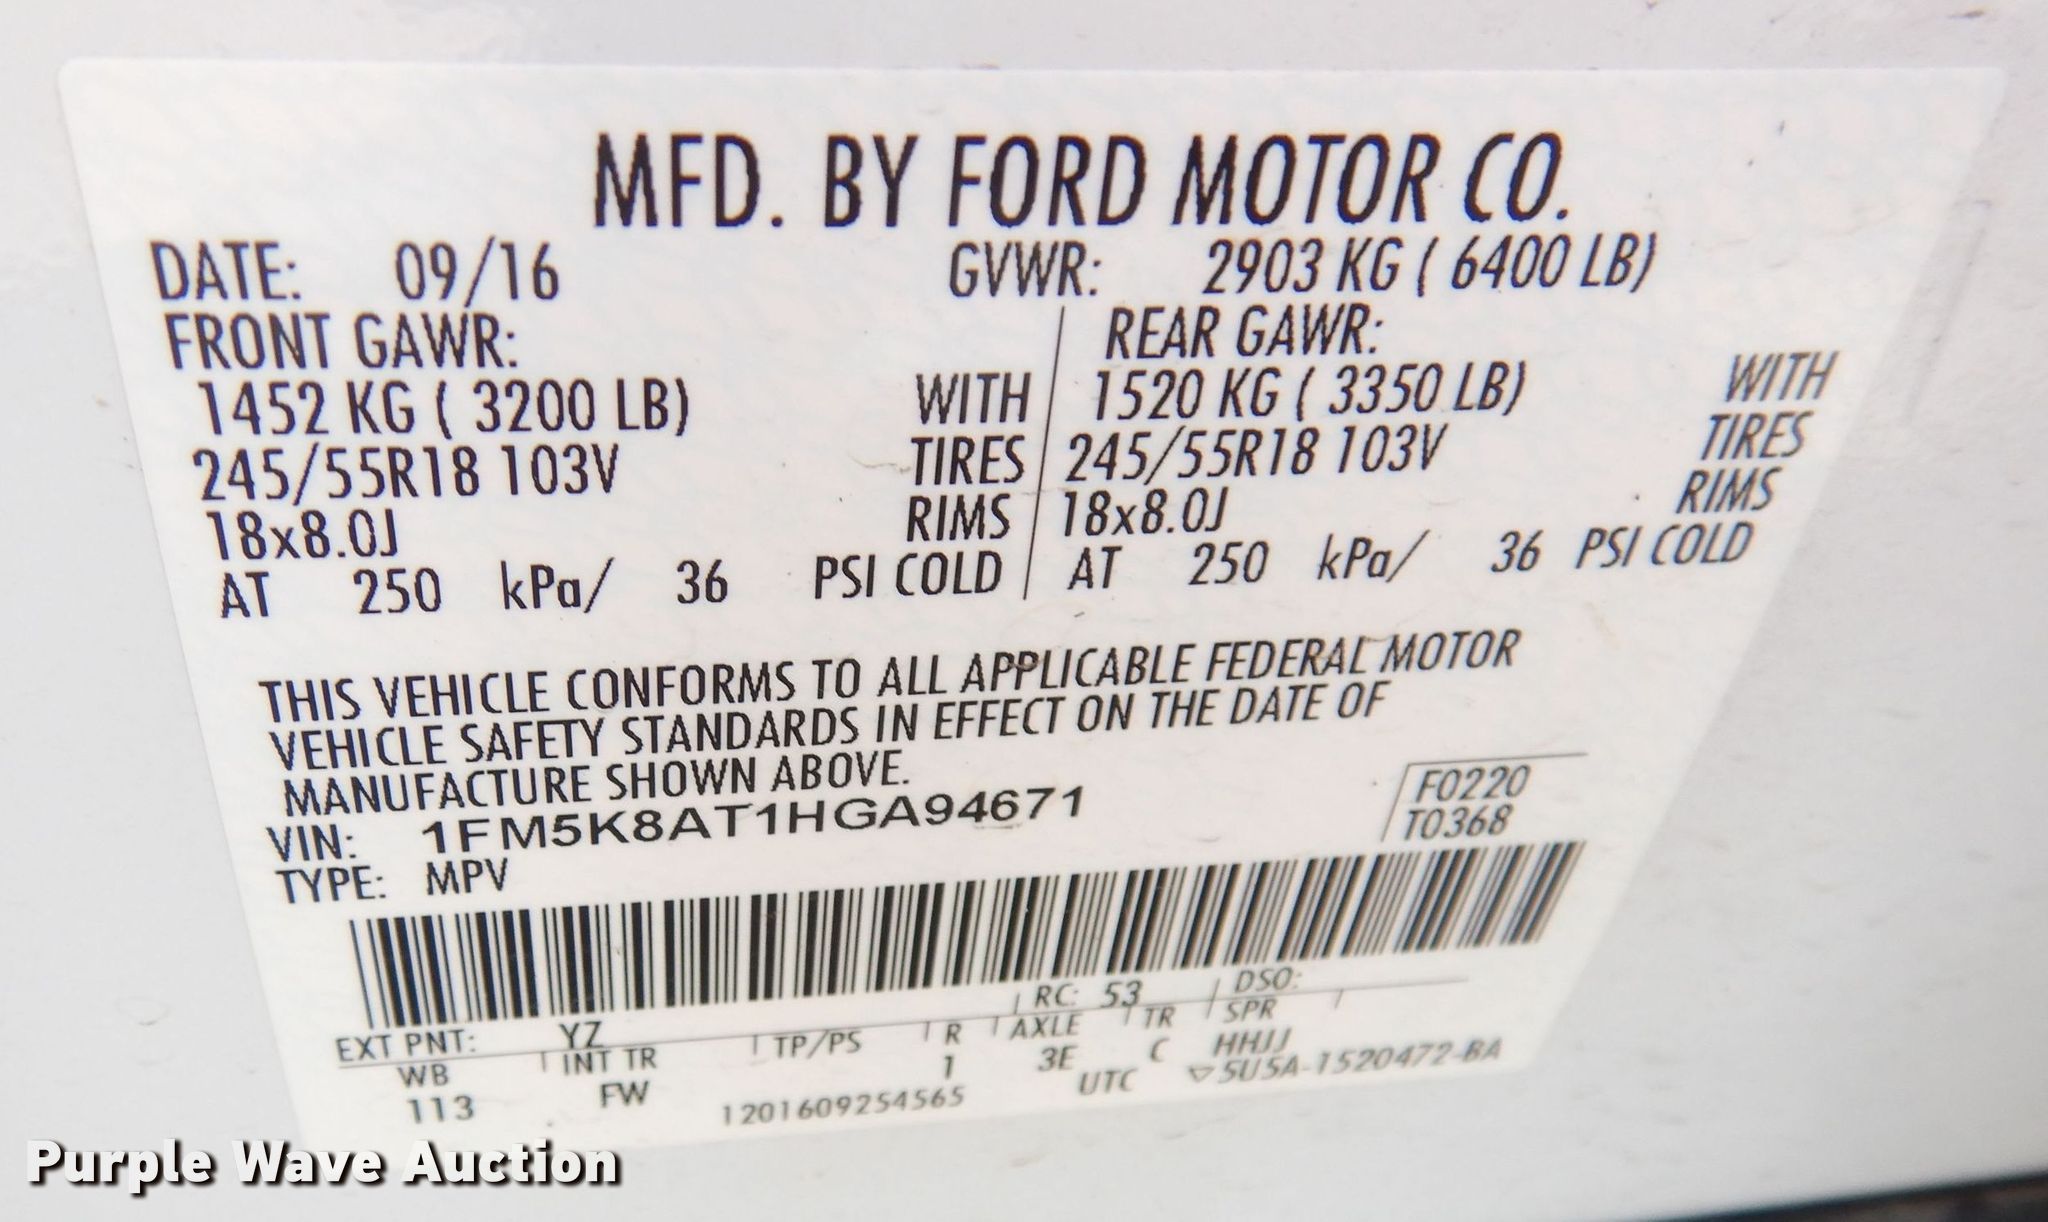 MFD. BY FORD MOTOR CO.
DATE: 09/16 GVWR: 2903 KG ( 6400 LB)
FRONT GAWR: REAR GAWR:
1452 KG ( 3200 LB) WITH 1520 KG ( 3350 LB) WITH
245/55R18 103V TIRES 245/55R18 103V TIRES
18x8.0J RIMS 18x8.0J RIMS
AT 250 kPa/ 36 PSI COLD AT 250 kPa/ 36 PSI COLD
THIS VEHICLE CONFORMS TO ALL APPLICABLE FEDERAL MOTOR
VEHICLE SAFETY STANDARDS IN EFFECT ON THE DATE OF
MANUFACTURE SHOWN ABOVE.
VIN: 1FM5K8AT1HGA94671 F0220
TYPE: MPV T0368
EXT PNT: YZ RC: 53 DSO:
WB INT TR TP/PS R AXLE TR SPR
113 FW 1 3E C HHJJ
1201609254565 UTC ▽5U5A-1520472-BA
Purple Wave Auction